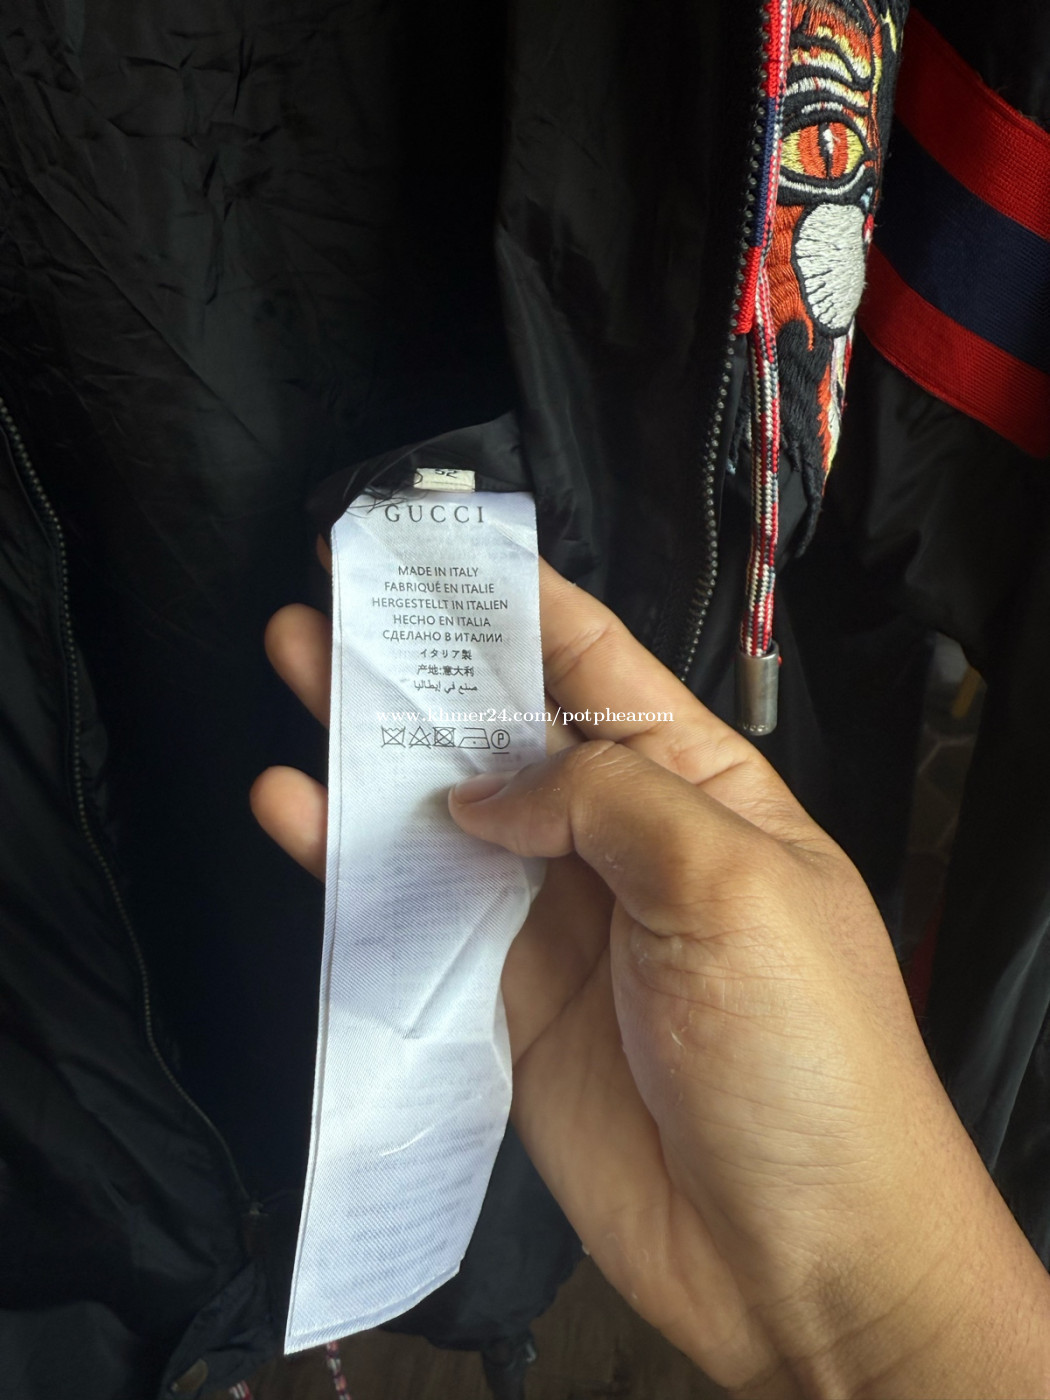 52
GUCCI
MADE IN ITALY
FABRIQUÉ EN ITALIE
HERGESTELLT IN ITALIEN
HECHO EN ITALIA
СДЕЛАНО В ИТАЛИИ
イタリア製
产地:意大利
صنع في إيطاليا
www.khmer24.com/potphearom
P